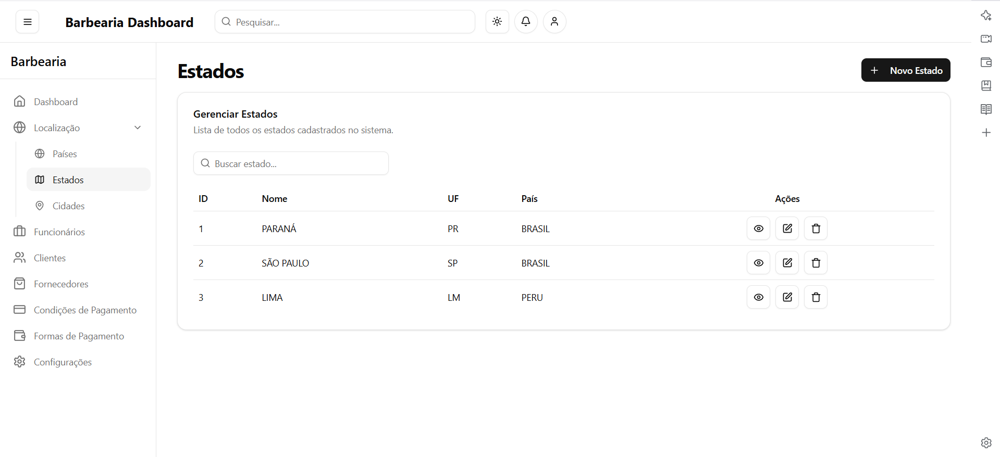 Barbearia Dashboard
Pesquisar...
Barbearia
Dashboard
Localização
Países
Estados
Cidades
Funcionários
Clientes
Fornecedores
Condições de Pagamento
Formas de Pagamento
Configurações
Estados
Novo Estado
Gerenciar Estados
Lista de todos os estados cadastrados no sistema.
Buscar estado...
ID Nome UF País Ações
1 PARANÁ PR BRASIL
2 SÃO PAULO SP BRASIL
3 LIMA LM PERU